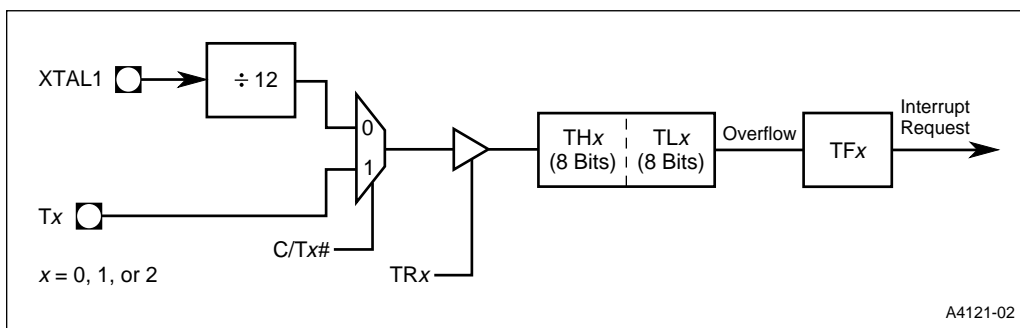 XTAL1
÷ 12
0
1
Tx
C/Tx#
TRx
THx
(8 Bits)
TLx
(8 Bits)
Overflow
TFx
Interrupt
Request
x = 0, 1, or 2
A4121-02